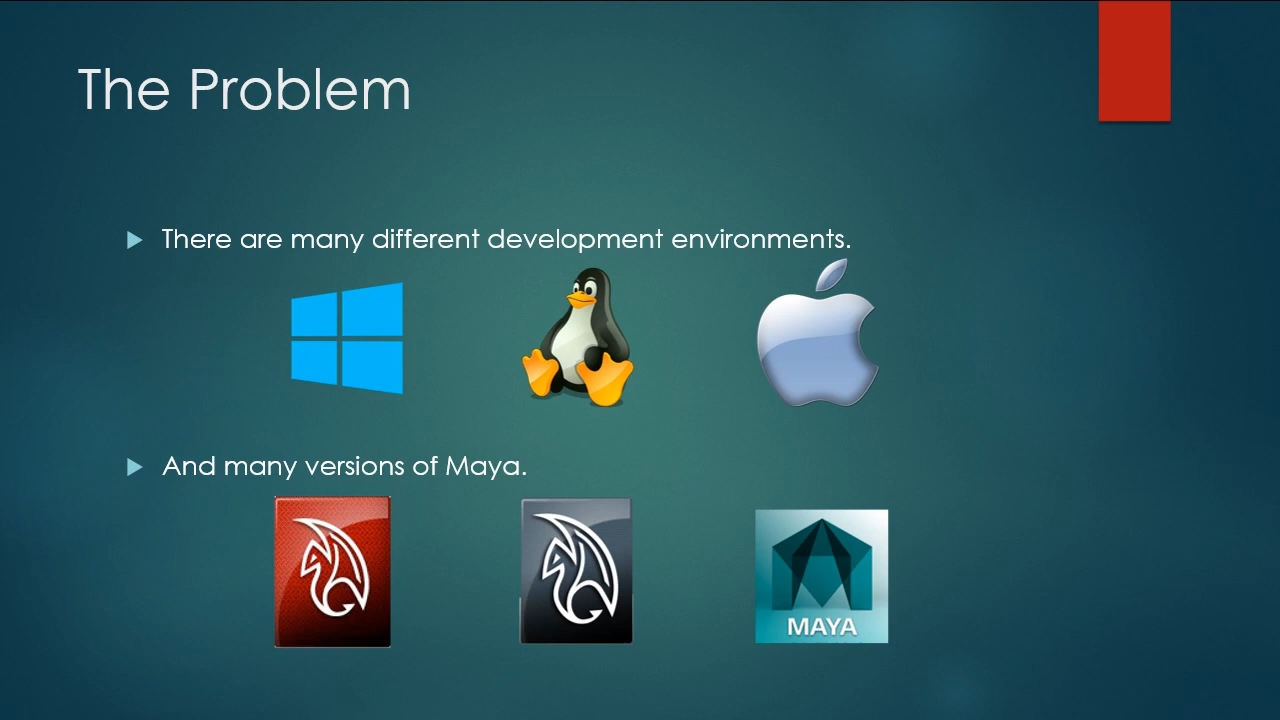 The Problem
There are many different development environments.
And many versions of Maya.
MAYA